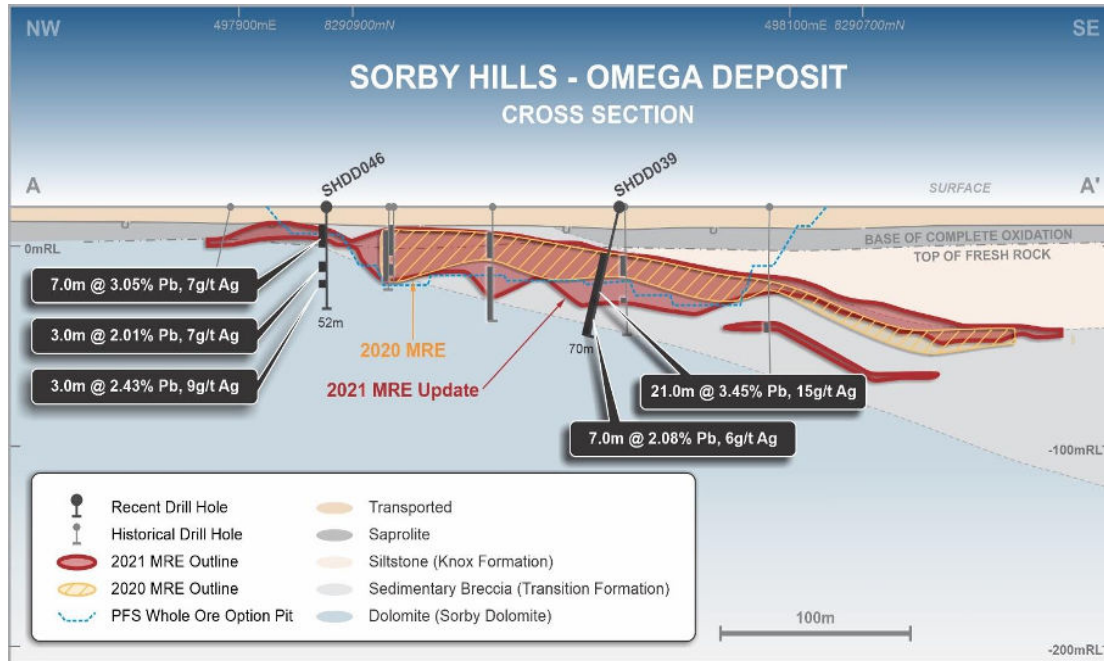 NW
497900mE
8290900mN
498100mE
8290700mN
SE
SORBY HILLS - OMEGA DEPOSIT
CROSS SECTION
A
SHDD046
SHDD039
SURFACE
A'
0mRL
BASE OF COMPLETE OXIDATION
TOP OF FRESH ROCK
7.0m @ 3.05% Pb, 7g/t Ag
3.0m @ 2.01% Pb, 7g/t Ag
52m
2020 MRE
70m
3.0m @ 2.43% Pb, 9g/t Ag
2021 MRE Update
21.0m @ 3.45% Pb, 15g/t Ag
7.0m @ 2.08% Pb, 6g/t Ag
-100mRL
Recent Drill Hole
Historical Drill Hole
2021 MRE Outline
2020 MRE Outline
PFS Whole Ore Option Pit
Transported
Saprolite
Siltstone (Knox Formation)
Sedimentary Breccia (Transition Formation)
Dolomite (Sorby Dolomite)
100m
-200mRL